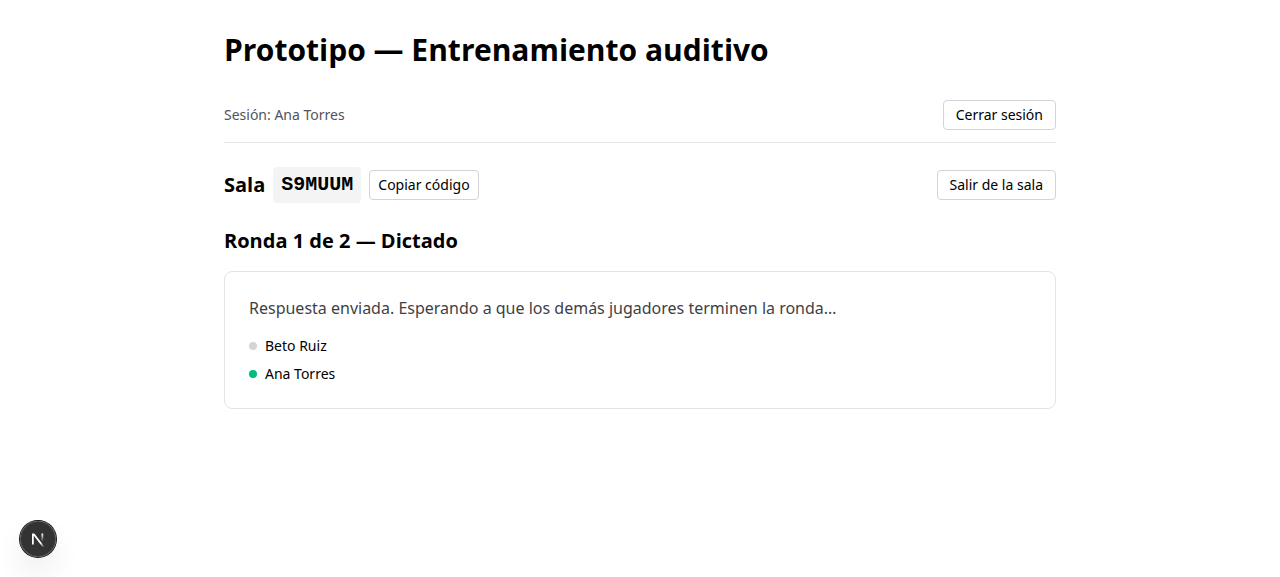 Prototipo — Entrenamiento auditivo
Sesión: Ana Torres
Cerrar sesión
Sala S9MUUM Copiar código
Salir de la sala
Ronda 1 de 2 — Dictado
Respuesta enviada. Esperando a que los demás jugadores terminen la ronda...
Beto Ruiz
Ana Torres
N